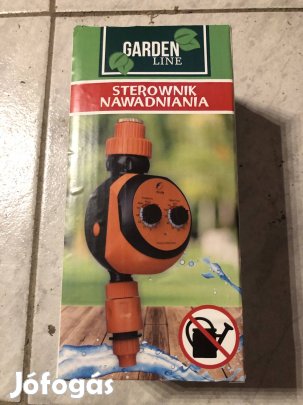 GARDEN
LINE
STEROWNIK
NAWADNIANIA
Jófogás